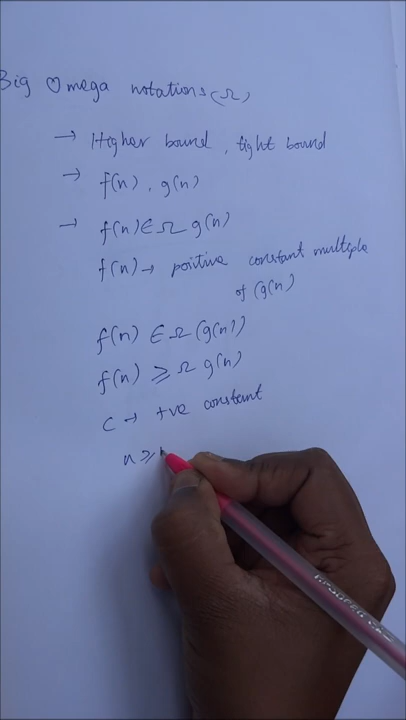 Big Omega notations (Ω)
→ Higher bound, tight bound
→ f(n), g(n)
→ f(n) ∈ Ω g(n)
f(n) → positive constant multiple
of (g(n)
f(n) ∈ Ω (g(n))
f(n) ≥ Ω g(n)
C → +ve constant
n ≥